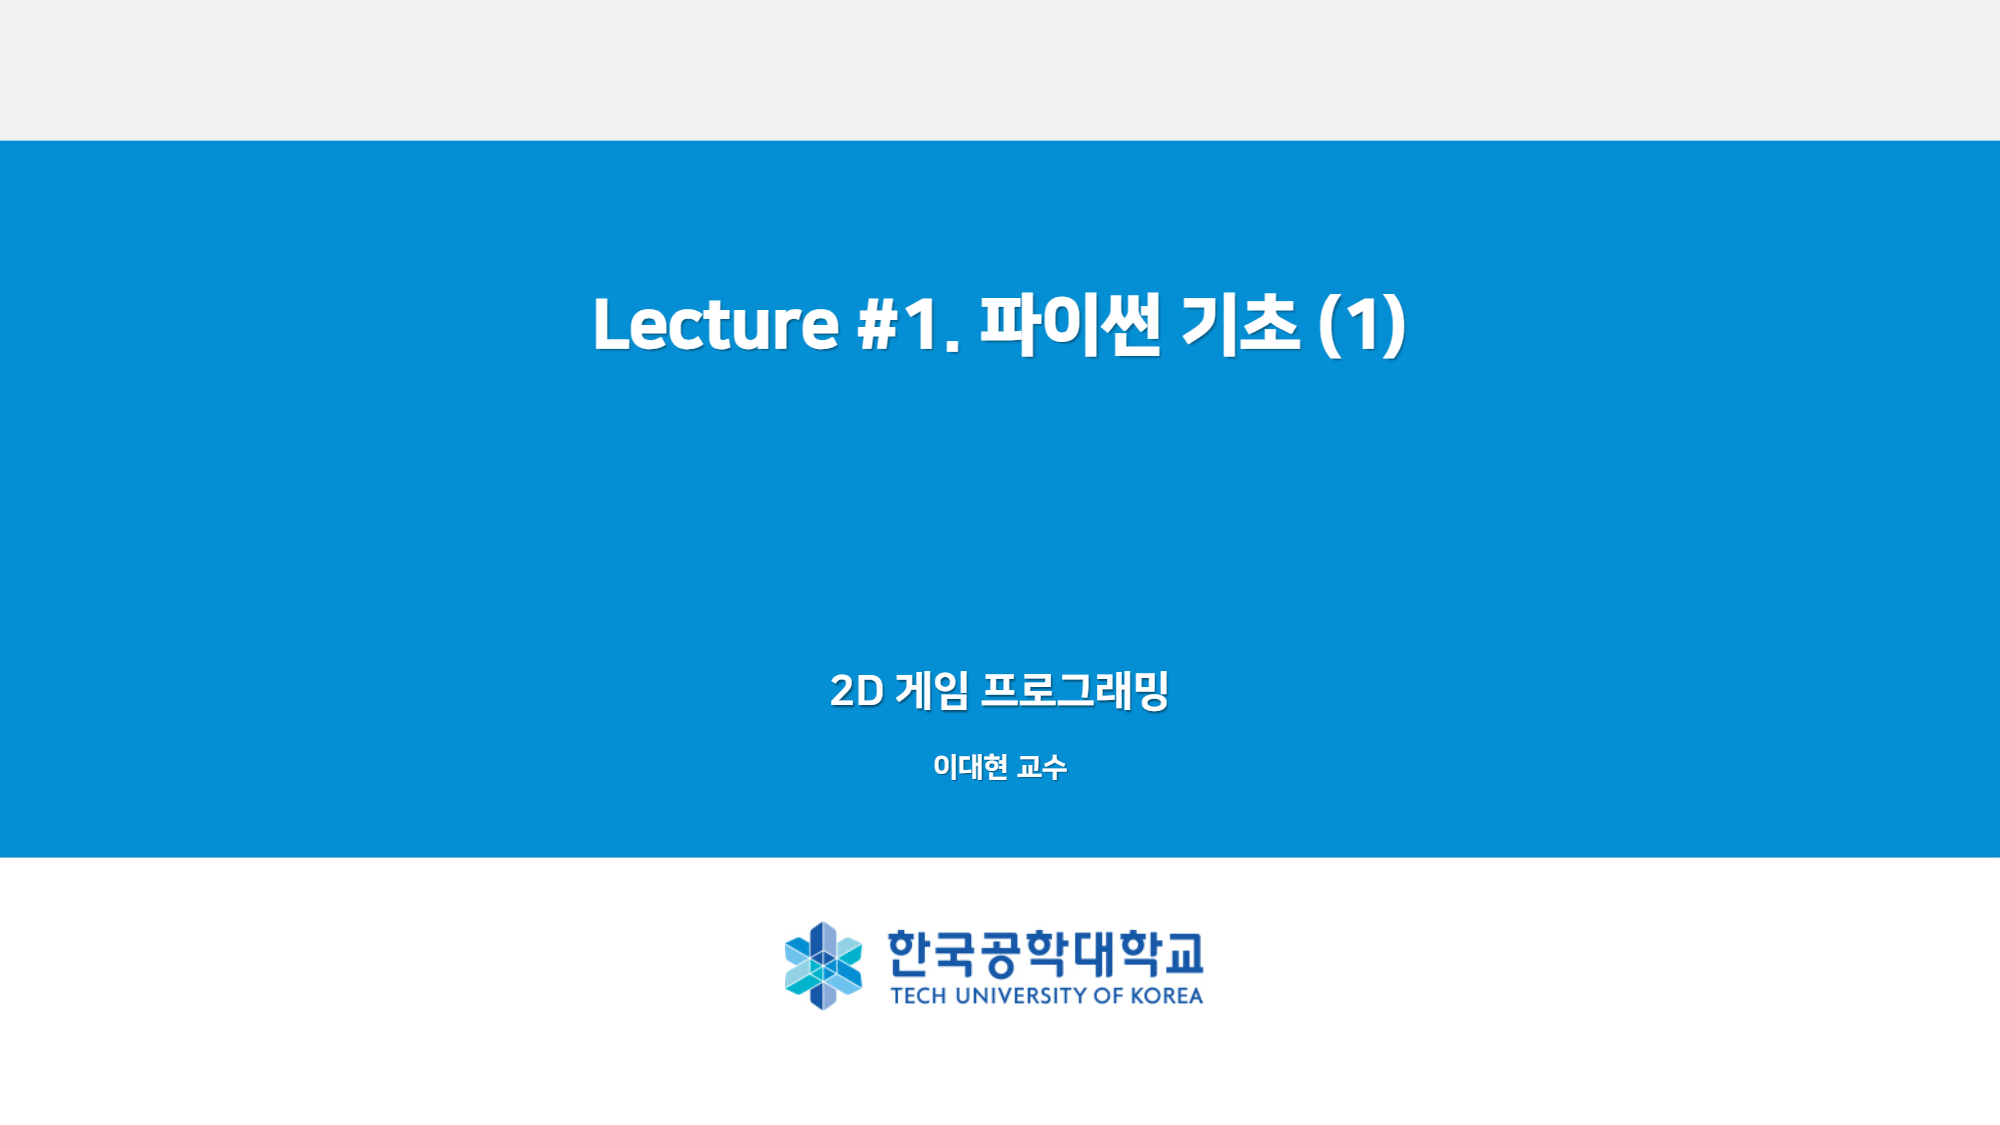 Lecture #1. 파이썬 기초 (1)
2D 게임 프로그래밍
이대현 교수
한국공학대학교
TECH UNIVERSITY OF KOREA